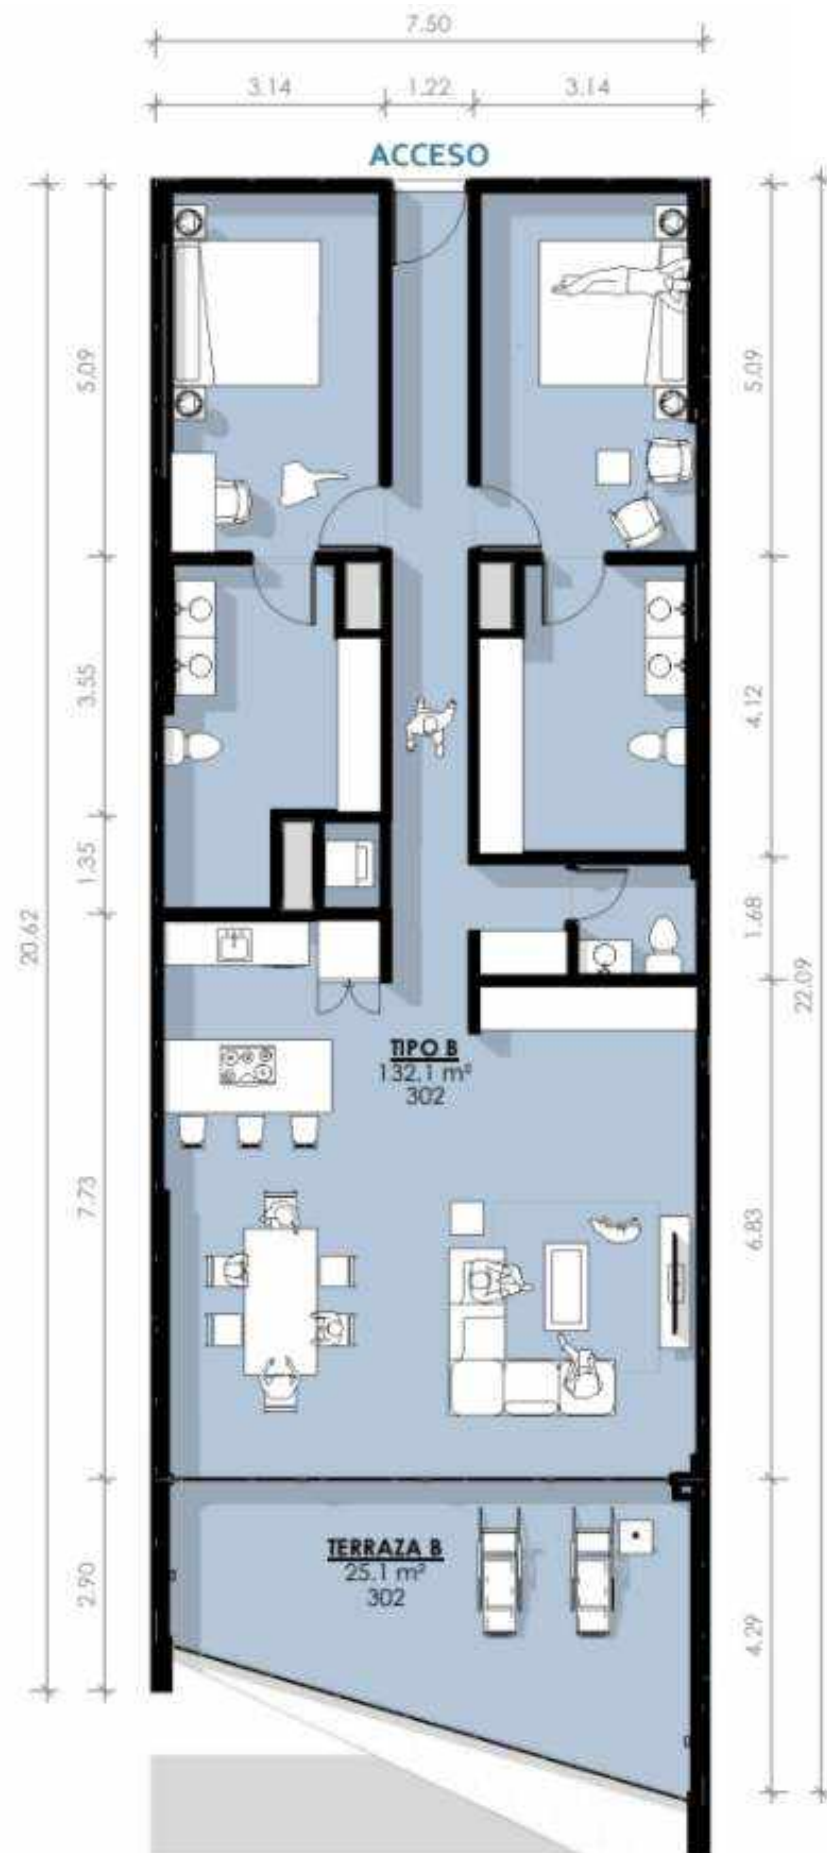 7.50
3.14 1.22 3.14
ACCESO
5.09
3.55
1.35
7.73
2.90
20.62
5.09
4.12
1.68
6.83
4.29
22.09
TIPO B
132.1 m²
302
TERRAZA B
25.1 m²
302